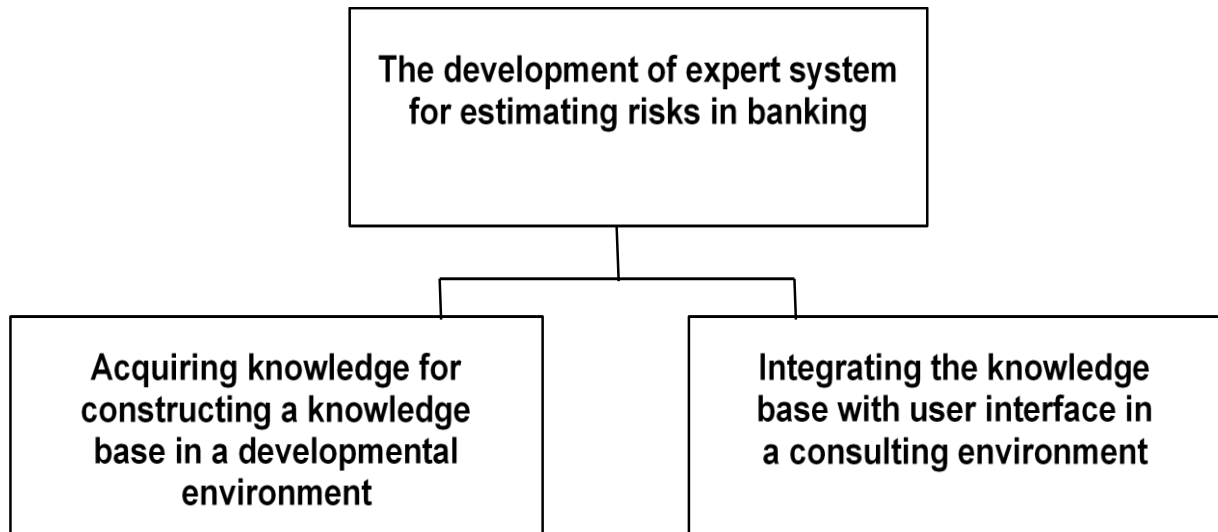 The development of expert system
for estimating risks in banking
Acquiring knowledge for
constructing a knowledge
base in a developmental
environment
Integrating the knowledge
base with user interface in
a consulting environment